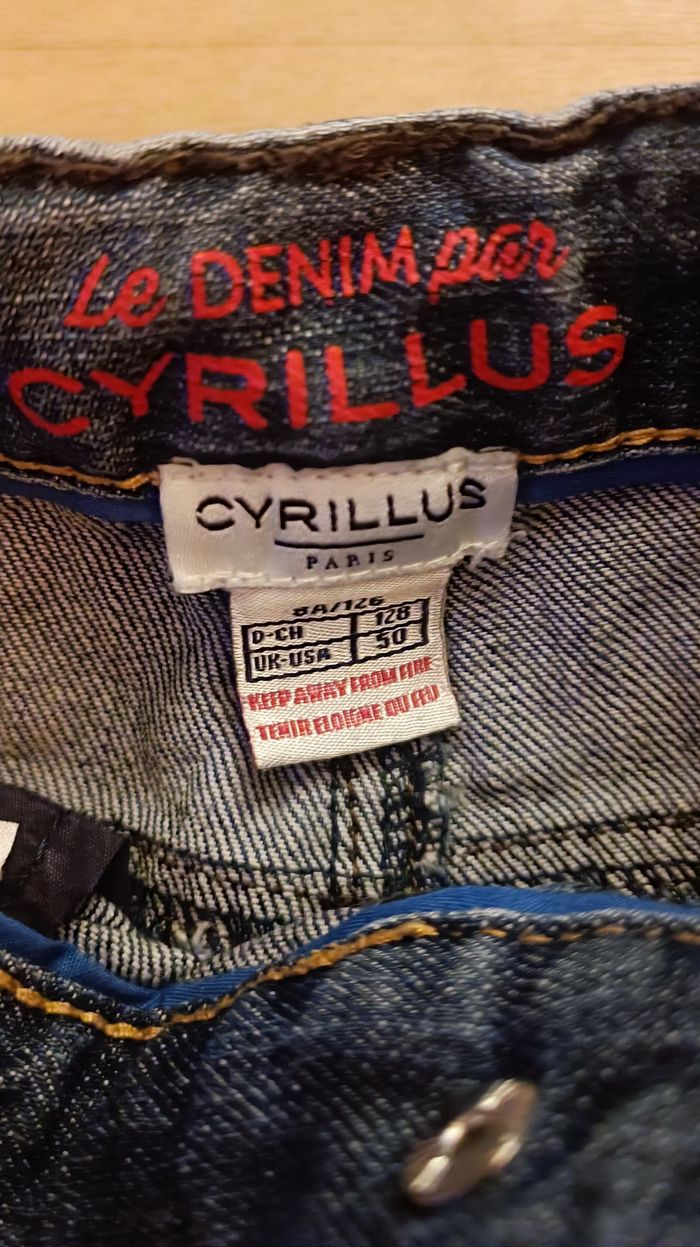 Le DENIM par
CYRILLUS
CYRILLUS
PARIS
8A/126
D-CH 128
UK-USA 50
KEEP AWAY FROM FIRE
TENIR ELOIGNE DU FEU